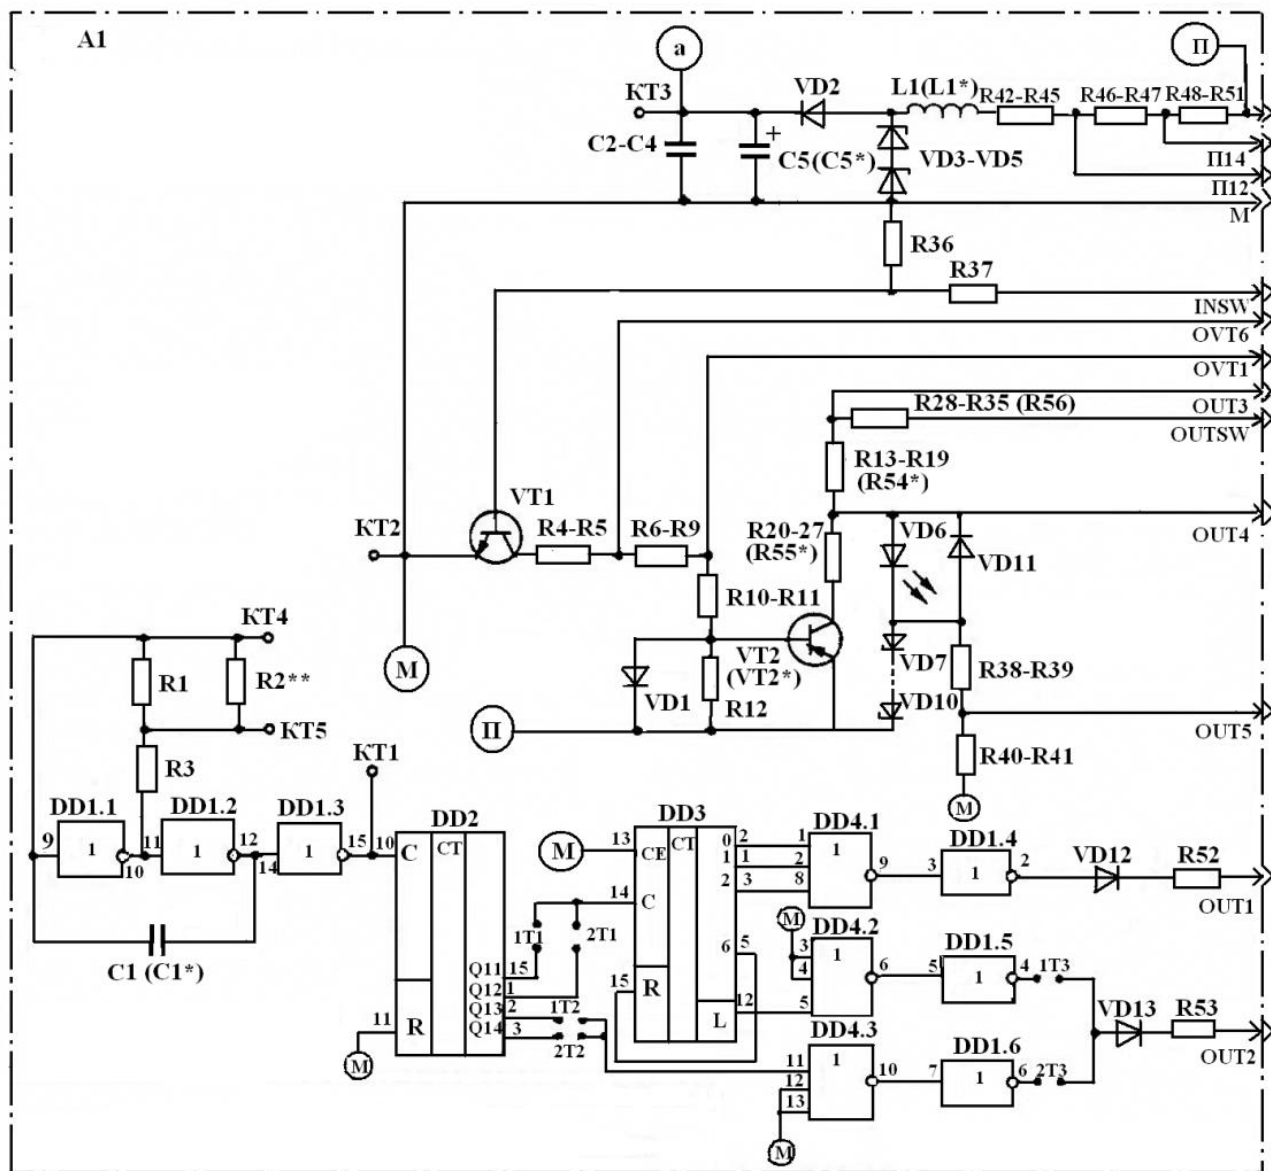 А1
а
П
КТ3
VD2
L1(L1*)
R42-R45
R46-R47
R48-R51
C2-C4
+
C5(C5*)
VD3-VD5
П14
П12
М
R36
R37
INSW
OVT6
OVT1
OUT3
R28-R35 (R56)
OUTSW
R13-R19
(R54*)
VT1
КТ2
R4-R5
R6-R9
R20-27
(R55*)
VD6
VD11
OUT4
R10-R11
КТ4
М
R1
R2**
VT2
(VT2*)
VD7
R38-R39
VD1
R12
VD10
КТ5
П
OUT5
R3
КТ1
R40-R41
М
DD1.1
DD1.2
DD1.3
DD2
DD3
DD4.1
DD1.4
VD12
R52
9
1
10
11
1
12
14
1
15
10
C
CT
М
13
CE
CT
0
2
1
1
1
2
2
3
8
1
9
3
1
2
OUT1
14
C
1T1
2T1
М
DD4.2
DD1.5
6
5
3
4
5
1
6
5
1
4
1T3
VD13
R53
C1 (C1*)
Q11
15
Q12
1
Q13
2
Q14
3
1T2
2T2
15
R
12
L
DD4.3
DD1.6
OUT2
11
R
М
11
12
13
1
10
7
1
6
2T3
М